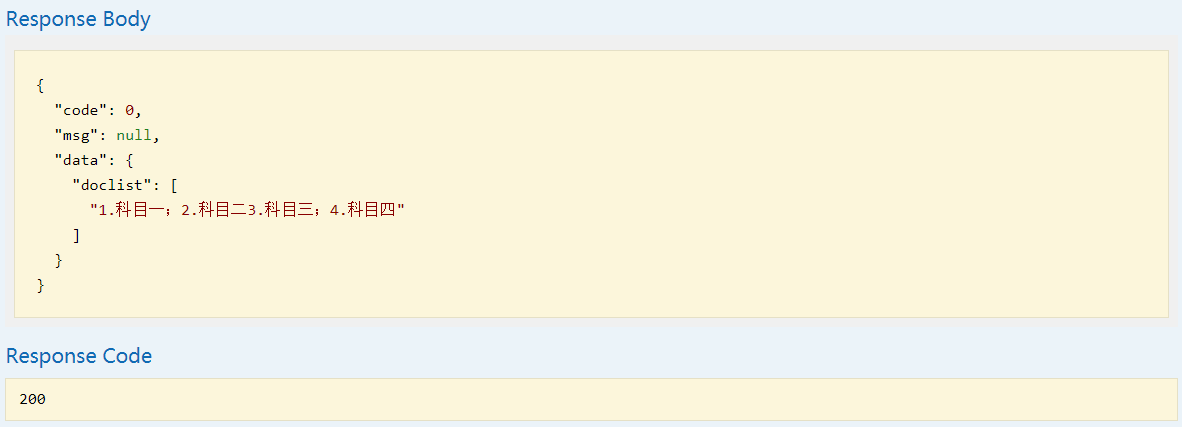 Response Body
{
"code": 0,
"msg": null,
"data": {
"doclist": [
"1.科目一；2.科目二3.科目三；4.科目四"
]
}
}
Response Code
200